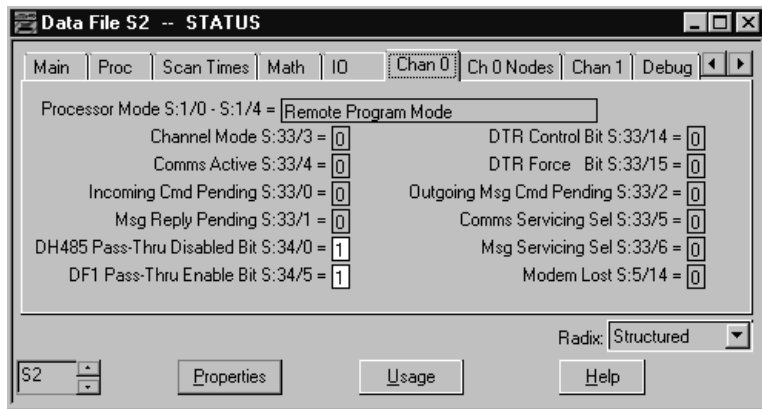 Data File S2 -- STATUS
Main Proc Scan Times Math IO Chan 0 Ch 0 Nodes Chan 1 Debug
Processor Mode S:1/0 - S:1/4 = Remote Program Mode
Channel Mode S:33/3 = 0 DTR Control Bit S:33/14 = 0
Comms Active S:33/4 = 0 DTR Force Bit S:33/15 = 0
Incoming Cmd Pending S:33/0 = 0 Outgoing Msg Cmd Pending S:33/2 = 0
Msg Reply Pending S:33/1 = 0 Comms Servicing Sel S:33/5 = 0
DH485 Pass-Thru Disabled Bit S:34/0 = 1 Msg Servicing Sel S:33/6 = 0
DF1 Pass-Thru Enable Bit S:34/5 = 1 Modem Lost S:5/14 = 0
Radix: Structured
S2 Properties Usage Help